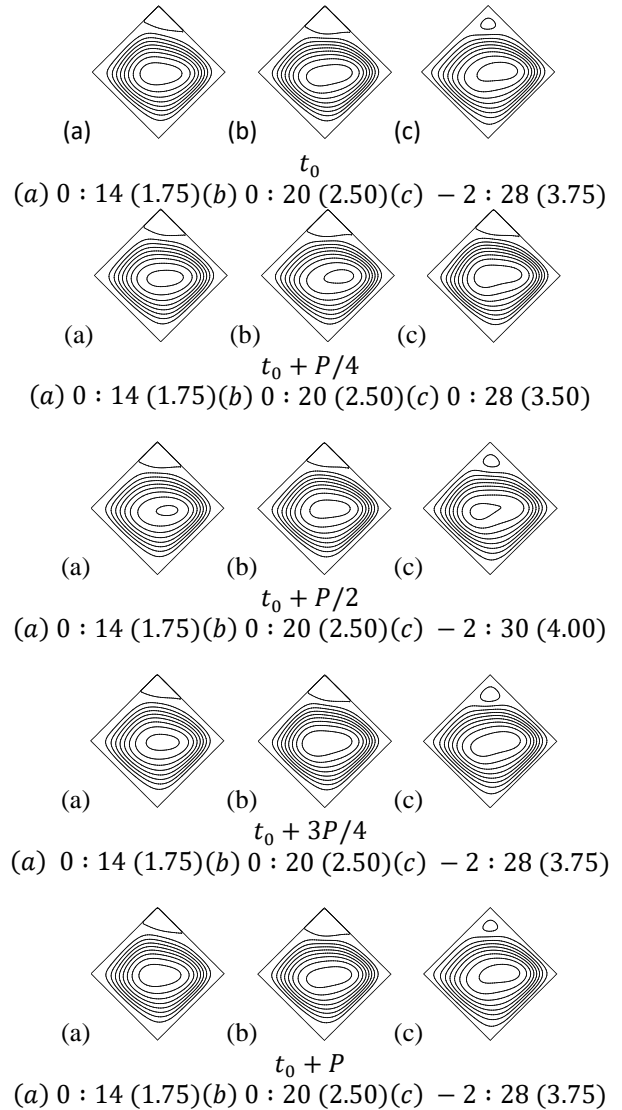 (a) (b) (c)
t₀
(a) 0 : 14 (1.75)(b) 0 : 20 (2.50)(c) − 2 : 28 (3.75)
(a) (b) (c)
t₀ + P/4
(a) 0 : 14 (1.75)(b) 0 : 20 (2.50)(c) 0 : 28 (3.50)
(a) (b) (c)
t₀ + P/2
(a) 0 : 14 (1.75)(b) 0 : 20 (2.50)(c) − 2 : 30 (4.00)
(a) (b) (c)
t₀ + 3P/4
(a) 0 : 14 (1.75)(b) 0 : 20 (2.50)(c) − 2 : 28 (3.75)
(a) (b) (c)
t₀ + P
(a) 0 : 14 (1.75)(b) 0 : 20 (2.50)(c) − 2 : 28 (3.75)